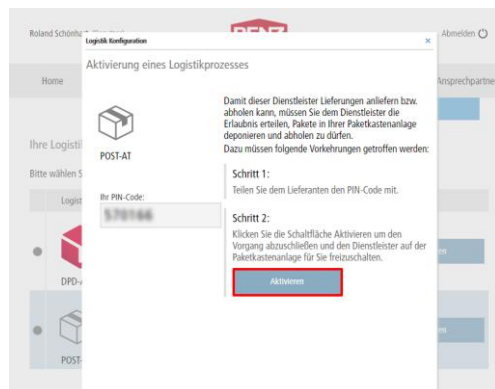 Roland Schönha
Logistik Konfiguration
×
RENZ
Abmelden
Aktivierung eines Logistikprozesses
Home
Ansprechpartne
Damit dieser Dienstleister Lieferungen anliefern bzw.
abholen kann, müssen Sie dem Dienstleister die
Erlaubnis erteilen, Pakete in Ihrer Paketkastenanlage
deponieren und abholen zu dürfen.
Dazu müssen folgende Vorkehrungen getroffen werden:
POST-AT
Ihre Logisti
Bitte wählen S
Logist
Schritt 1:
Teilen Sie dem Lieferanten den PIN-Code mit.
Ihr PIN-Code:
Schritt 2:
Klicken Sie die Schaltfläche Aktivieren um den
Vorgang abzuschließen und den Dienstleister auf der
Paketkastenanlage für Sie freizuschalten.
Aktivieren
DPD-
en
POST-
en